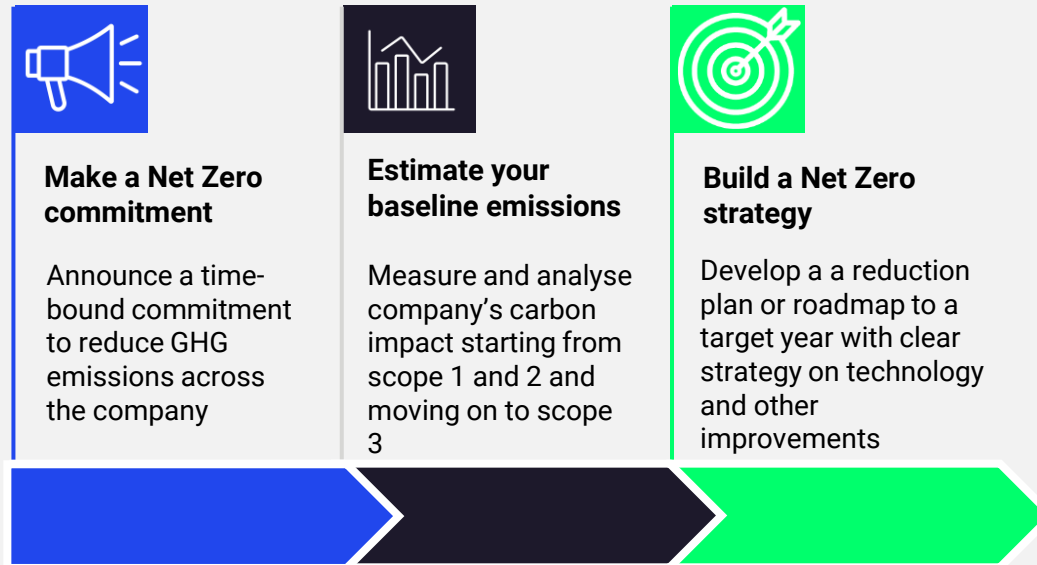 Make a Net Zero
commitment
Announce a time-
bound commitment
to reduce GHG
emissions across
the company
Estimate your
baseline emissions
Measure and analyse
company’s carbon
impact starting from
scope 1 and 2 and
moving on to scope
3
Build a Net Zero
strategy
Develop a a reduction
plan or roadmap to a
target year with clear
strategy on technology
and other
improvements